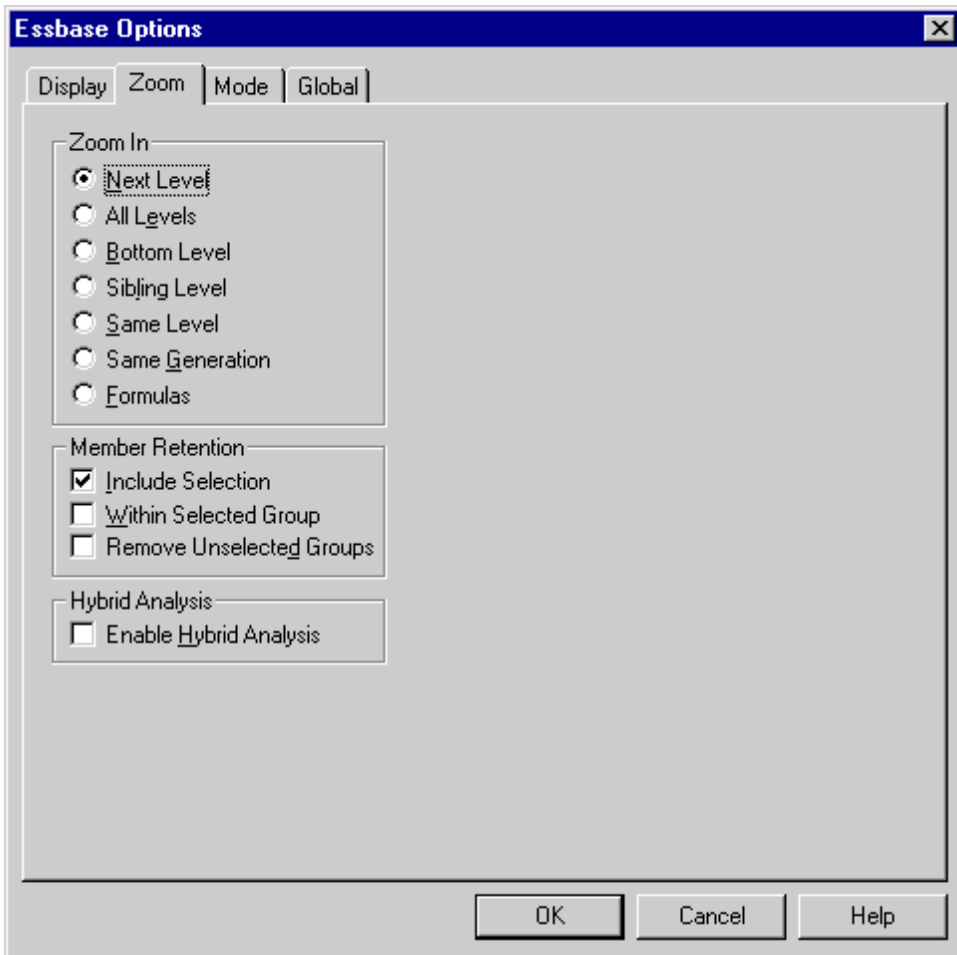 Essbase Options
Display Zoom Mode Global
Zoom In
Next Level
All Levels
Bottom Level
Sibling Level
Same Level
Same Generation
Formulas
Member Retention
Include Selection
Within Selected Group
Remove Unselected Groups
Hybrid Analysis
Enable Hybrid Analysis
OK Cancel Help